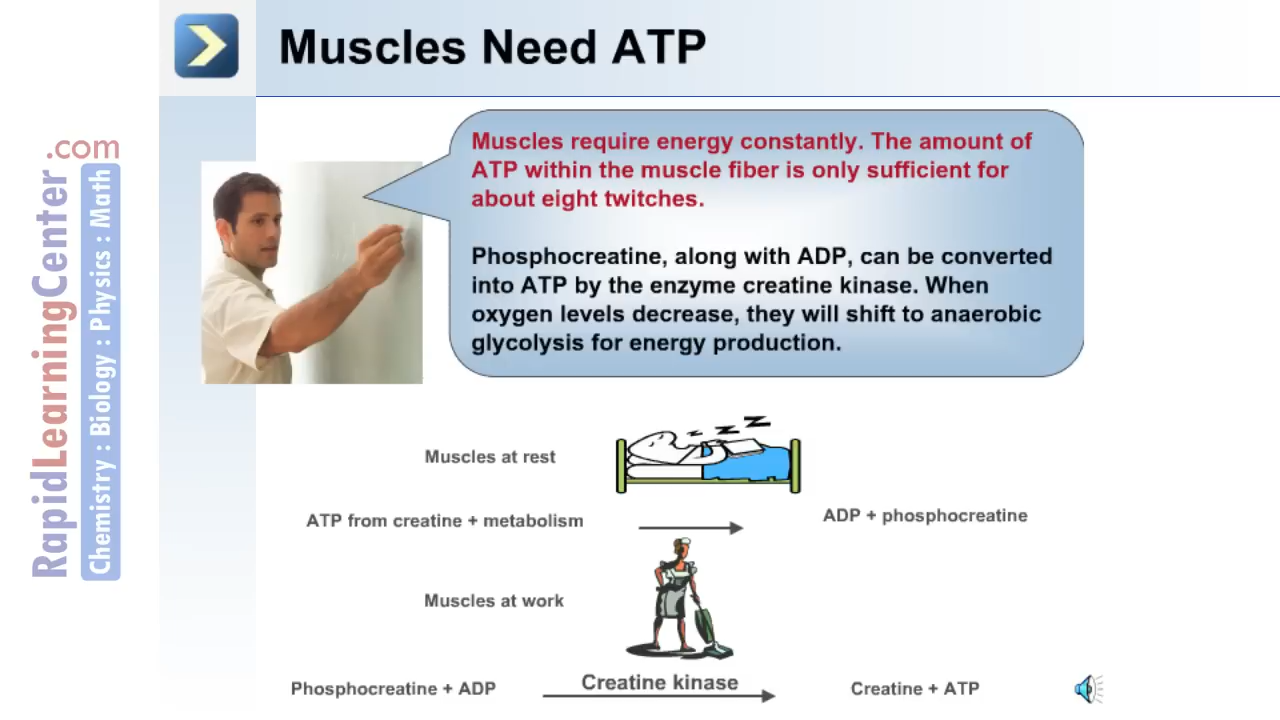 Muscles Need ATP
RapidLearningCenter.com
Chemistry : Biology : Physics : Math
Muscles require energy constantly. The amount of
ATP within the muscle fiber is only sufficient for
about eight twitches.
Phosphocreatine, along with ADP, can be converted
into ATP by the enzyme creatine kinase. When
oxygen levels decrease, they will shift to anaerobic
glycolysis for energy production.
z z z
Muscles at rest
ATP from creatine + metabolism
ADP + phosphocreatine
Muscles at work
Phosphocreatine + ADP
Creatine kinase
Creatine + ATP